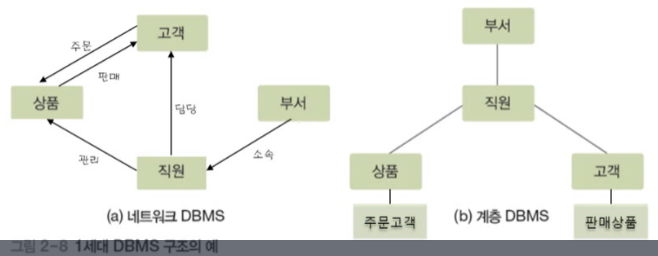 고객
주문
판매
상품
담당
부서
관리
소속
직원
(a) 네트워크 DBMS
부서
직원
상품
고객
주문고객
판매상품
(b) 계층 DBMS
그림 2-8 1세대 DBMS 구조의 예